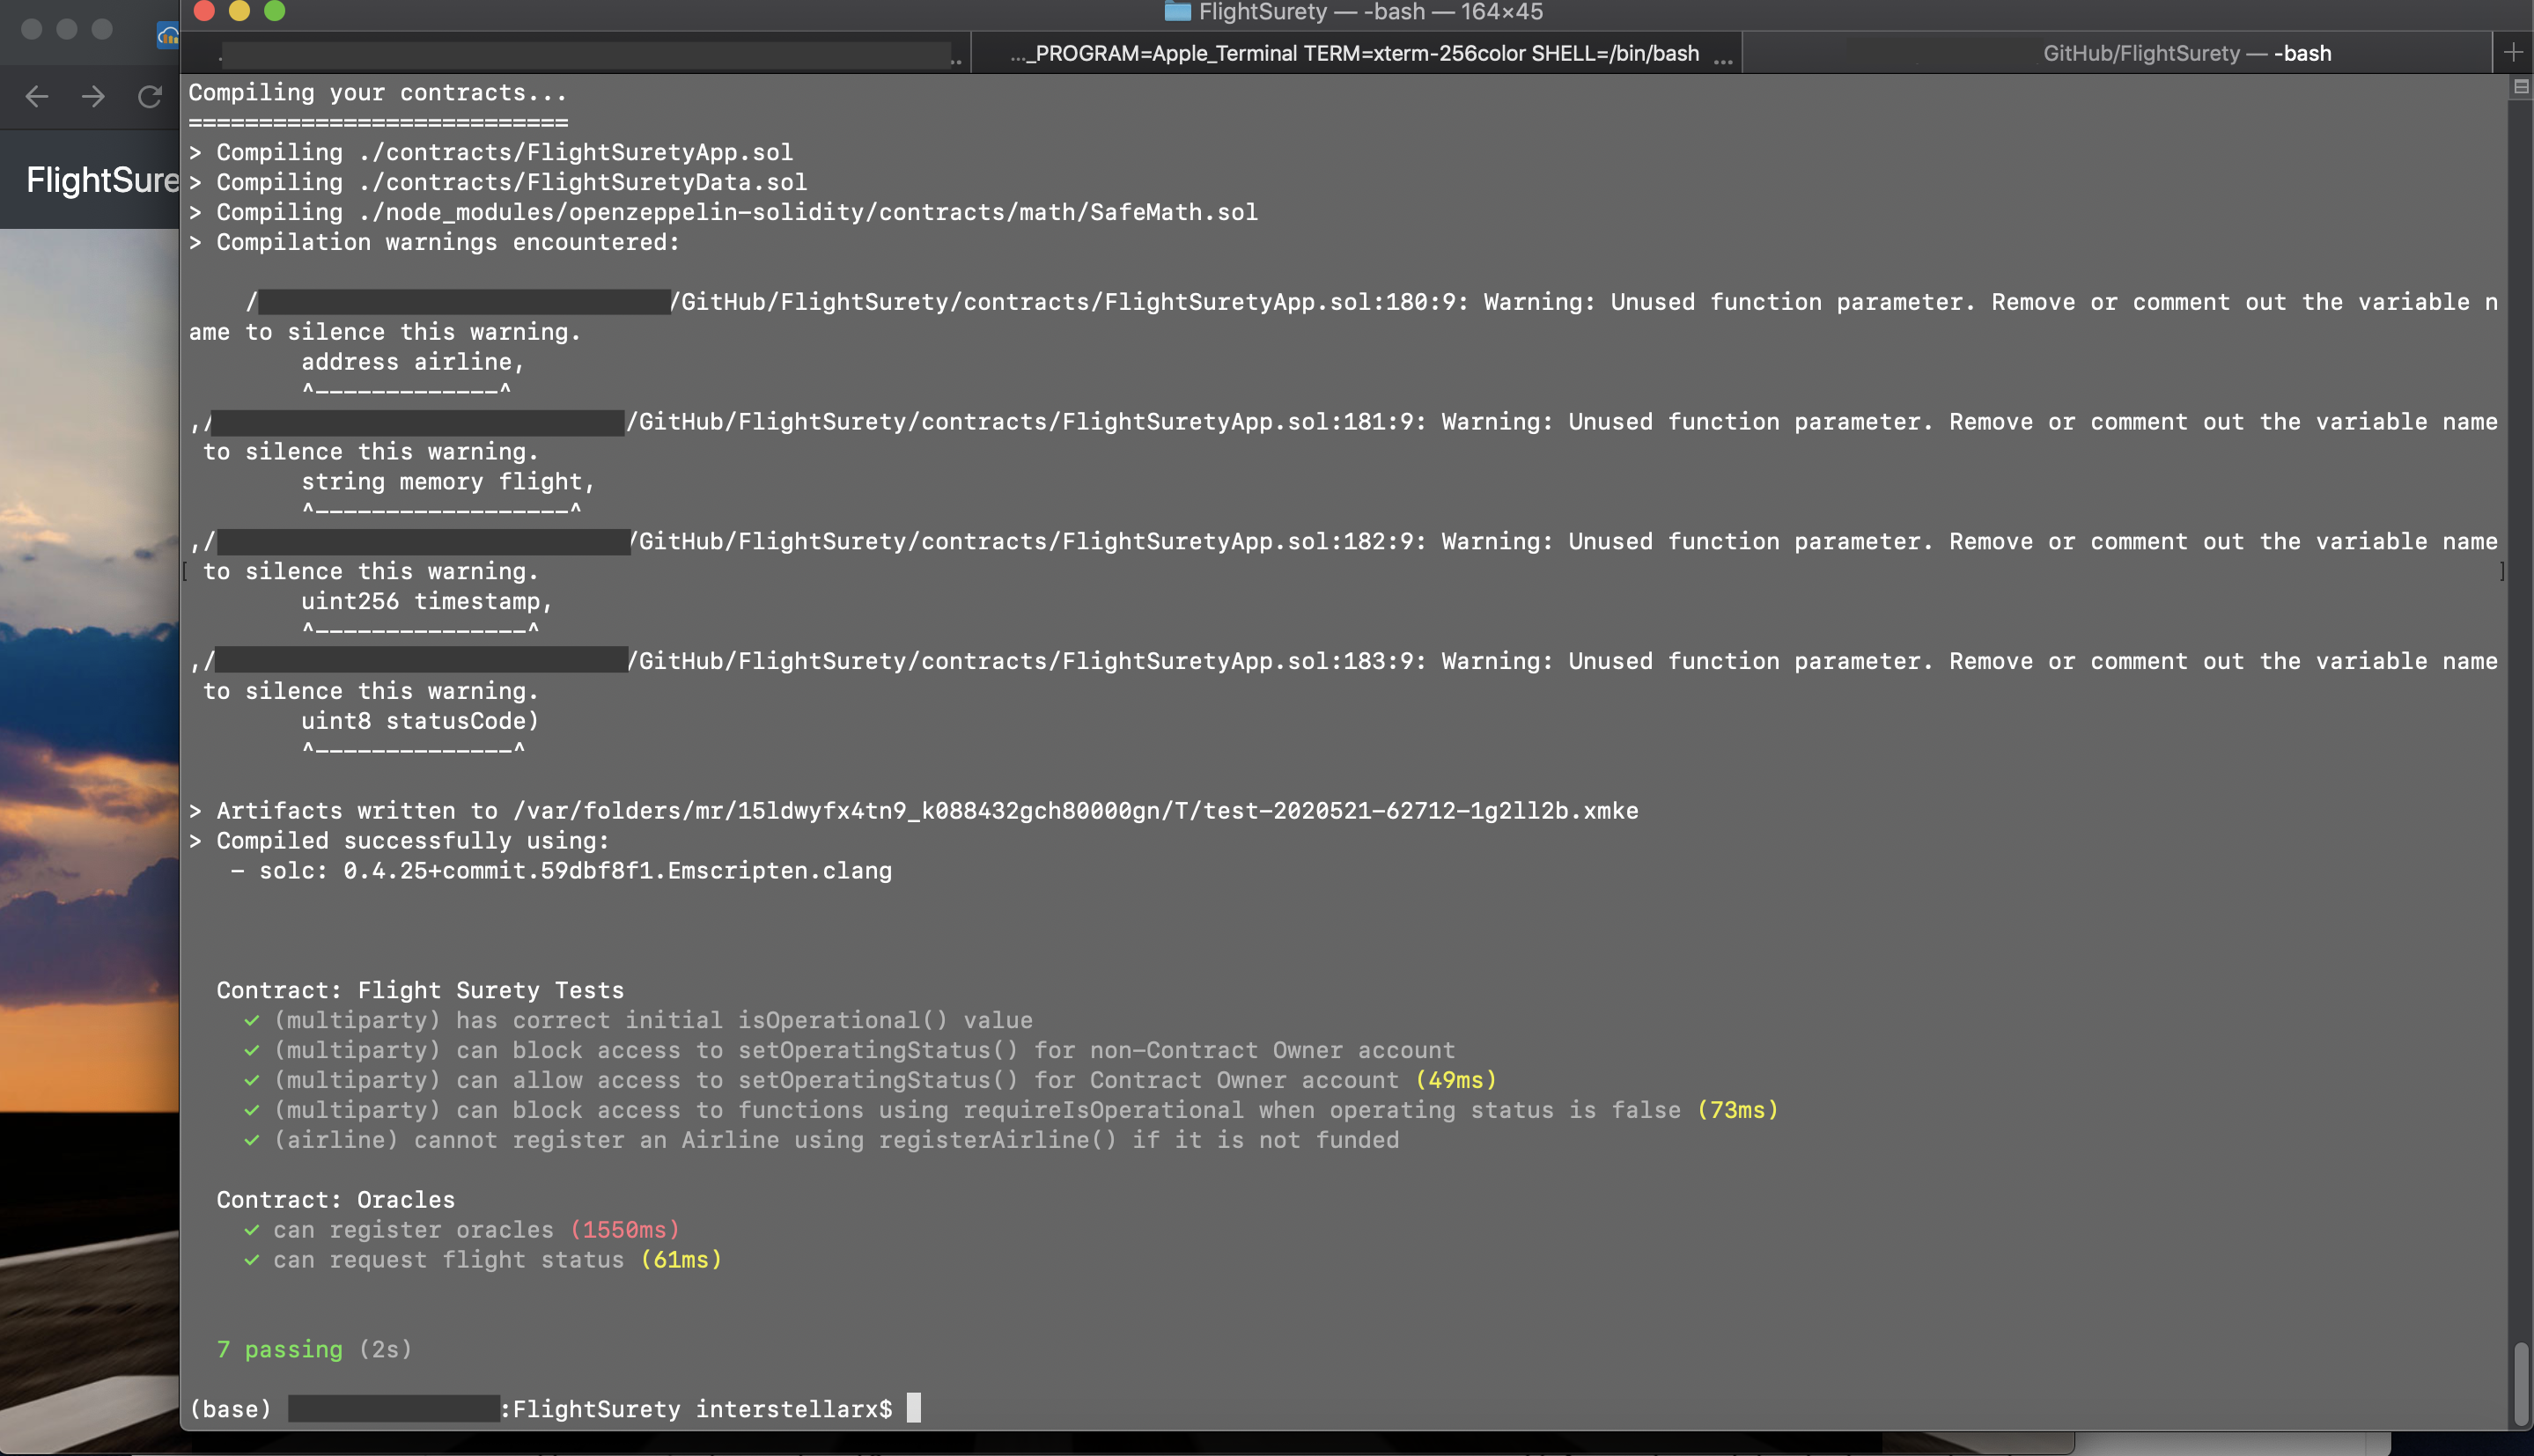 FlightSurety — -bash — 164×45
..._PROGRAM=Apple_Terminal TERM=xterm-256color SHELL=/bin/bash ...
GitHub/FlightSurety — -bash
FlightSure
Compiling your contracts...
===========================
> Compiling ./contracts/FlightSuretyApp.sol
> Compiling ./contracts/FlightSuretyData.sol
> Compiling ./node_modules/openzeppelin-solidity/contracts/math/SafeMath.sol
> Compilation warnings encountered:
/ /GitHub/FlightSurety/contracts/FlightSuretyApp.sol:180:9: Warning: Unused function parameter. Remove or comment out the variable n
ame to silence this warning.
address airline,
^-------------^
,/ /GitHub/FlightSurety/contracts/FlightSuretyApp.sol:181:9: Warning: Unused function parameter. Remove or comment out the variable name
to silence this warning.
string memory flight,
^------------------^
,/ /GitHub/FlightSurety/contracts/FlightSuretyApp.sol:182:9: Warning: Unused function parameter. Remove or comment out the variable name
[ to silence this warning. ]
uint256 timestamp,
^---------------^
,/ /GitHub/FlightSurety/contracts/FlightSuretyApp.sol:183:9: Warning: Unused function parameter. Remove or comment out the variable name
to silence this warning.
uint8 statusCode)
^--------------^
> Artifacts written to /var/folders/mr/15ldwyfx4tn9_k088432gch80000gn/T/test-2020521-62712-1g2ll2b.xmke
> Compiled successfully using:
- solc: 0.4.25+commit.59dbf8f1.Emscripten.clang
Contract: Flight Surety Tests
✓ (multiparty) has correct initial isOperational() value
✓ (multiparty) can block access to setOperatingStatus() for non-Contract Owner account
✓ (multiparty) can allow access to setOperatingStatus() for Contract Owner account (49ms)
✓ (multiparty) can block access to functions using requireIsOperational when operating status is false (73ms)
✓ (airline) cannot register an Airline using registerAirline() if it is not funded
Contract: Oracles
✓ can register oracles (1550ms)
✓ can request flight status (61ms)
7 passing (2s)
(base) :FlightSurety interstellarx$